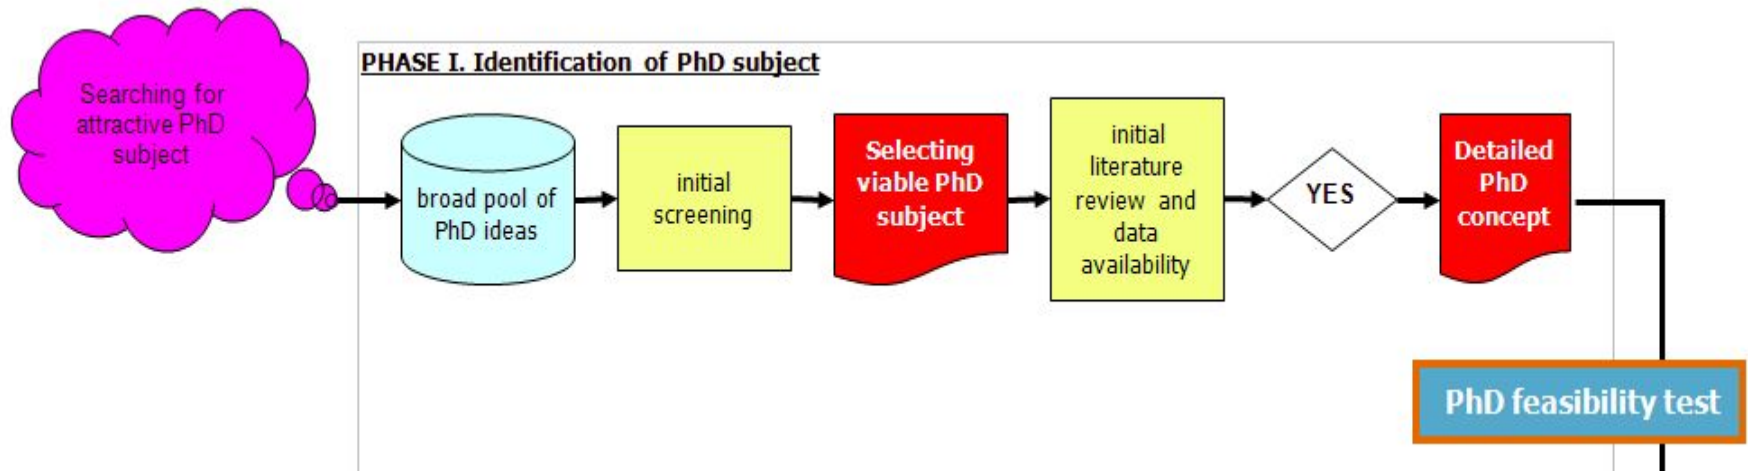 Searching for
attractive PhD
subject
PHASE I. Identification of PhD subject
broad pool of
PhD ideas
initial
screening
Selecting
viable PhD
subject
initial
literature
review and
data
availability
YES
Detailed
PhD
concept
PhD feasibility test